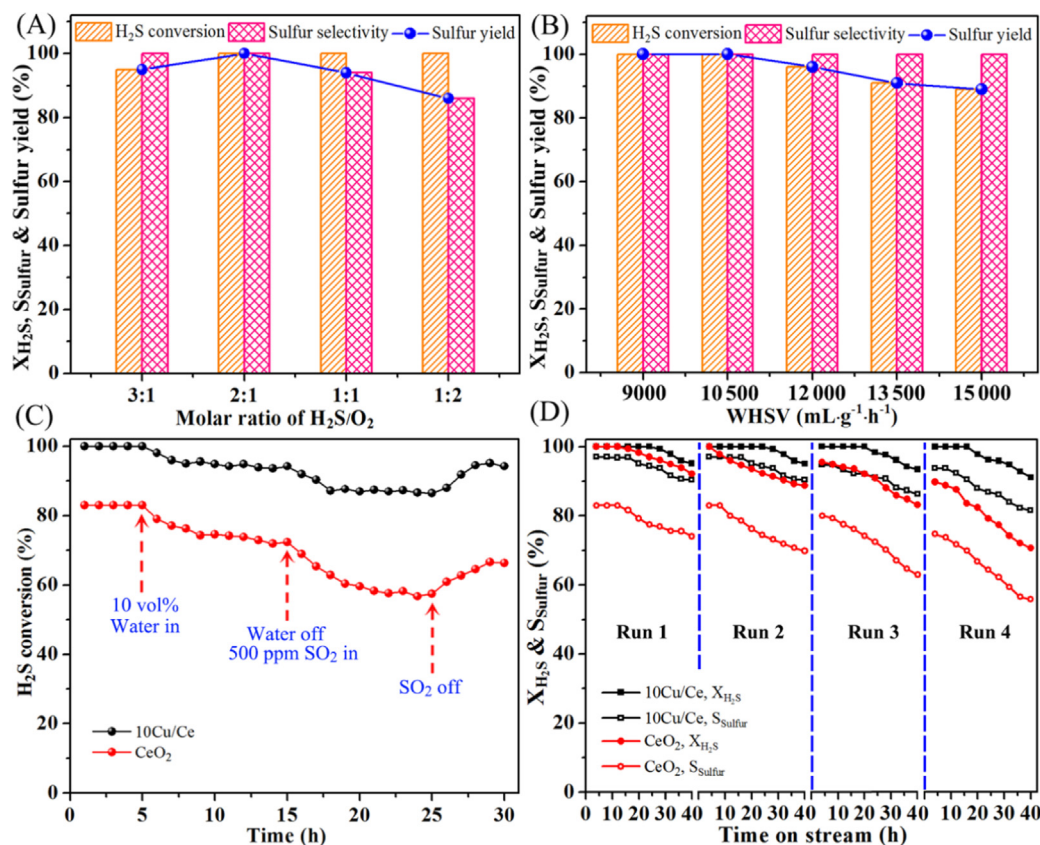 (A)
H₂S conversion Sulfur selectivity Sulfur yield
X_H₂S, S_Sulfur & Sulfur yield (%)
100
80
60
40
20
0
3:1 2:1 1:1 1:2
Molar ratio of H₂S/O₂
(B)
H₂S conversion Sulfur selectivity Sulfur yield
X_H₂S, S_Sulfur & Sulfur yield (%)
100
80
60
40
20
0
9000 10 500 12 000 13 500 15 000
WHSV (mL·g⁻¹·h⁻¹)
(C)
H₂S conversion (%)
100
80
60
40
20
0
10 vol%
Water in
Water off
500 ppm SO₂ in
SO₂ off
10Cu/Ce
CeO₂
0 5 10 15 20 25 30
Time (h)
(D)
X_H₂S & S_Sulfur (%)
100
80
60
40
20
0
Run 1 Run 2 Run 3 Run 4
10Cu/Ce, X_H₂S
10Cu/Ce, S_Sulfur
CeO₂, X_H₂S
CeO₂, S_Sulfur
0 10 20 30 40 10 20 30 40 10 20 30 40 10 20 30 40
Time on stream (h)